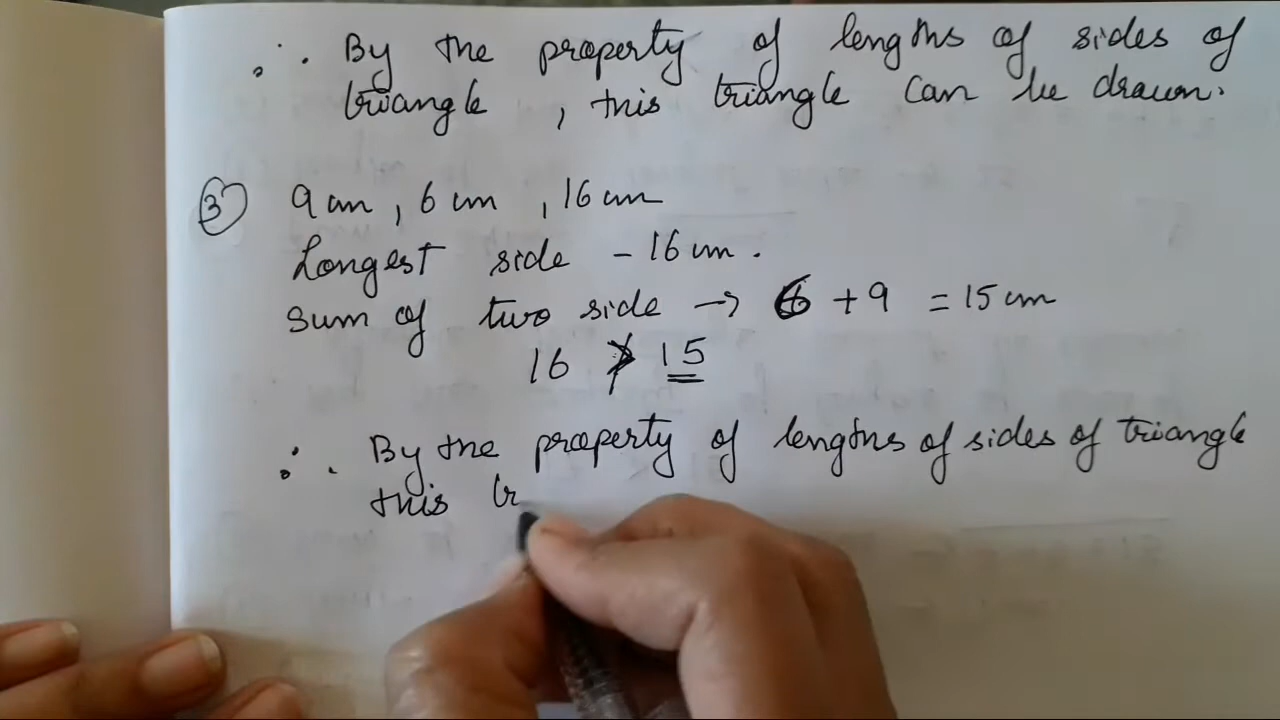 ∴ By the property of lengths of sides of
triangle , this triangle can be drawn.
③ 9 cm , 6 cm , 16 cm
Longest side - 16 cm .
Sum of two side → 6 + 9 = 15 cm
16 ≯ 15
∴ By the property of lengths of sides of triangle
this tr